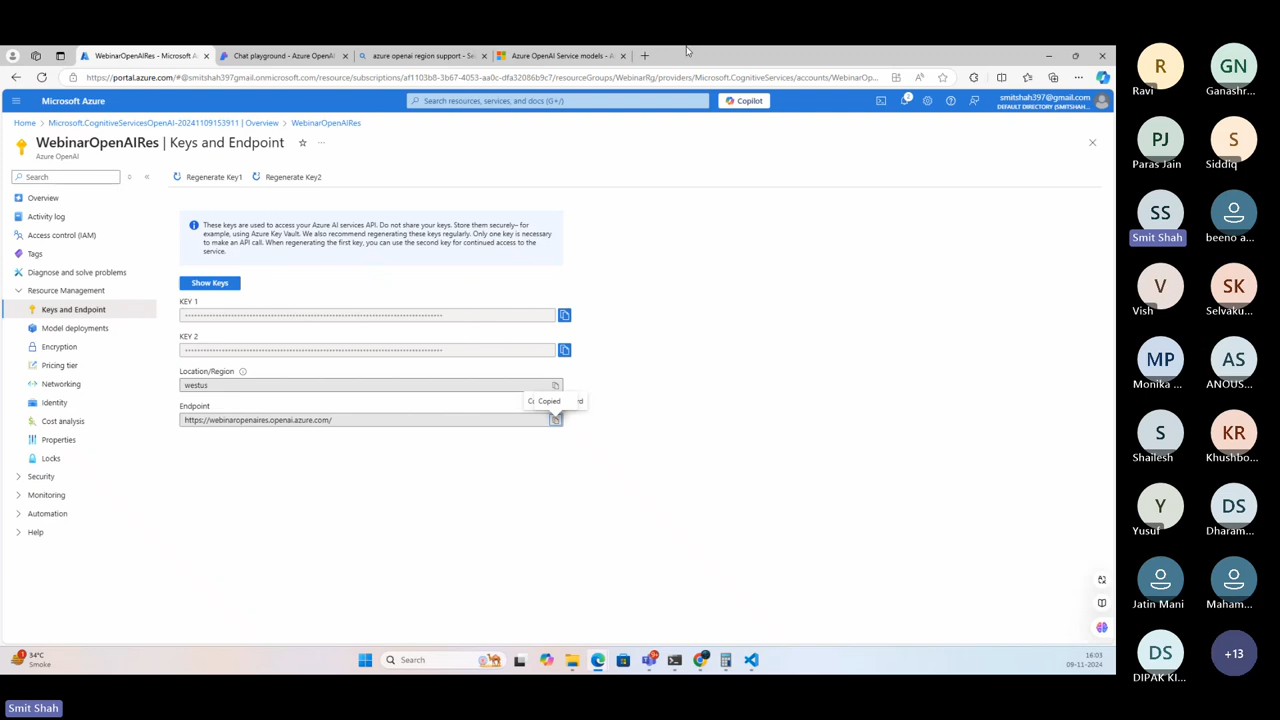 WebinarOpenAIRes - Microsoft A
Chat playground - Azure OpenAI
azure openai region support - Se
Azure OpenAI Service models - A
https://portal.azure.com/#@smitshah397gmail.onmicrosoft.com/resource/subscriptions/af1103b8-3b67-4053-aa0c-dfa32086b9c7/resourceGroups/WebinarRg/providers/Microsoft.CognitiveServices/accounts/WebinarOp...
Microsoft Azure
Search resources, services, and docs (G+/)
Copilot
2
smitshah397@gmail.com
DEFAULT DIRECTORY (SMITSHAH...
Home > Microsoft.CognitiveServicesOpenAI-20241109153911 | Overview > WebinarOpenAIRes
WebinarOpenAIRes | Keys and Endpoint
Azure OpenAI
Search
Regenerate Key1
Regenerate Key2
Overview
Activity log
Access control (IAM)
Tags
Diagnose and solve problems
Resource Management
Keys and Endpoint
Model deployments
Encryption
Pricing tier
Networking
Identity
Cost analysis
Properties
Locks
Security
Monitoring
Automation
Help
These keys are used to access your Azure AI services API. Do not share your keys. Store them securely– for
example, using Azure Key Vault. We also recommend regenerating these keys regularly. Only one key is necessary
to make an API call. When regenerating the first key, you can use the second key for continued access to the
service.
Show Keys
KEY 1
KEY 2
Location/Region
westus
Copied
Endpoint
https://webinaropenaires.openai.azure.com/
34°C
Smoke
Search
16:03
09-11-2024
R
Ravi
GN
Ganashr...
PJ
Paras Jain
S
Siddiq
SS
Smit Shah
beeno a...
V
Vish
SK
Selvaku...
MP
Monika ...
AS
ANOUS...
S
Shailesh
KR
Khushbo...
Y
Yusuf
DS
Dharam...
Jatin Mani
Maham...
DS
DIPAK KI...
+13
Smit Shah